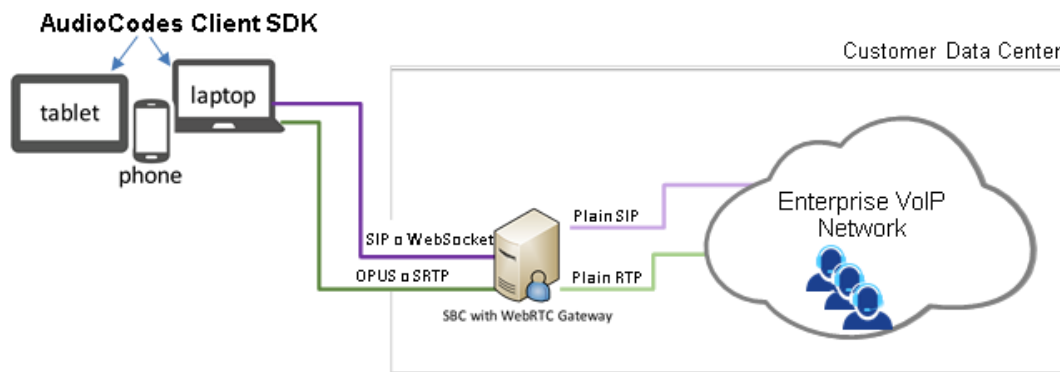 AudioCodes Client SDK
Customer Data Center
tablet
laptop
phone
Enterprise VoIP
Network
Plain SIP
SIP o WebSocket
OPUS o SRTP
Plain RTP
SBC with WebRTC Gateway